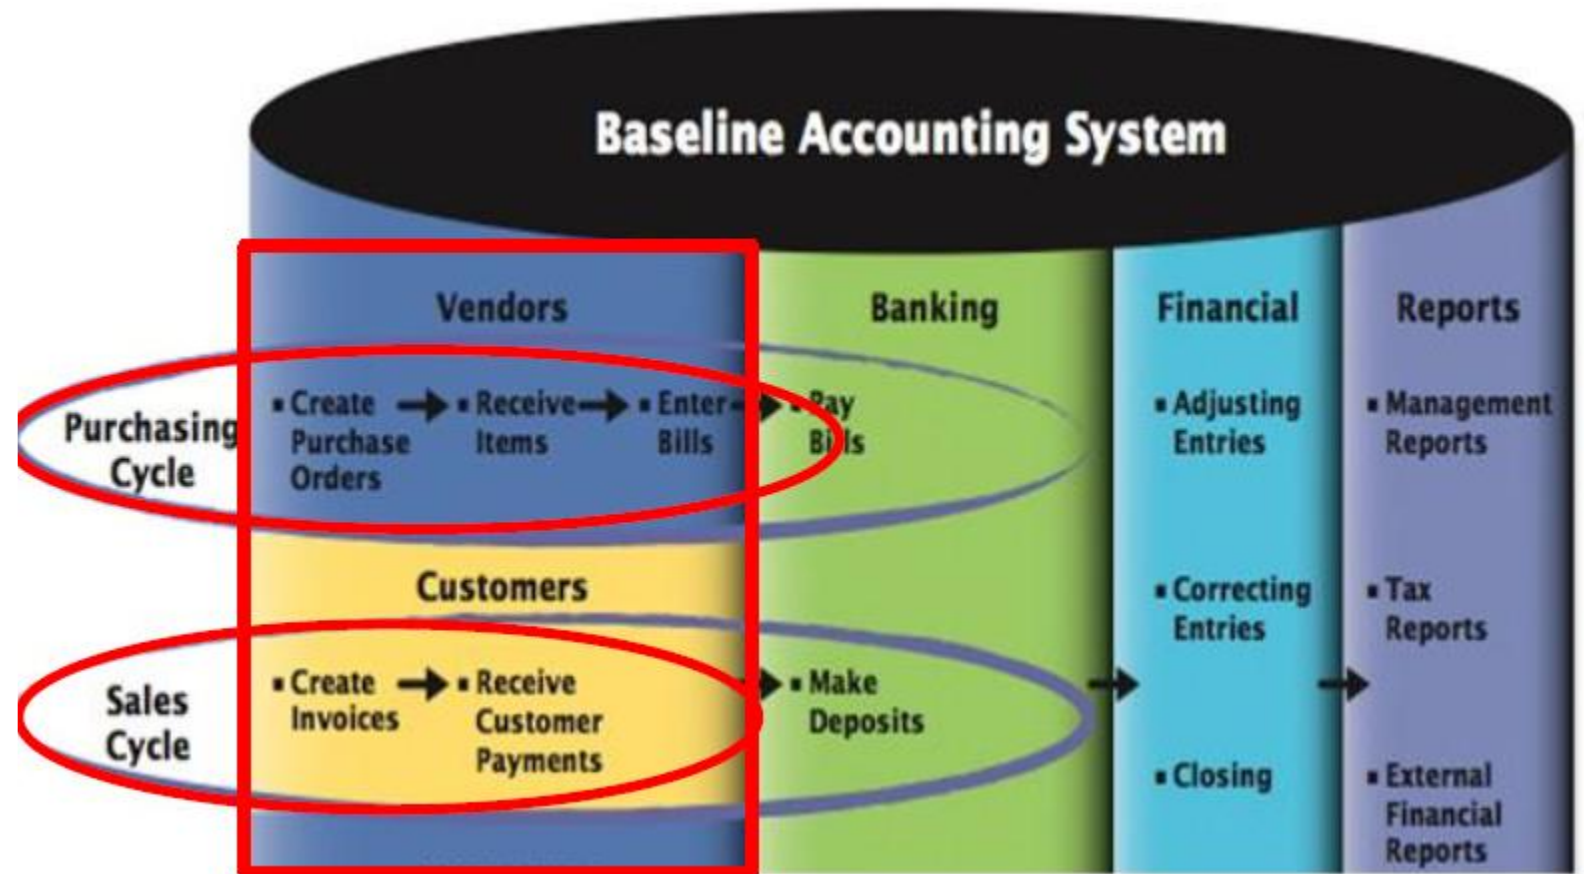 Baseline Accounting System
Vendors
Banking
Financial
Reports
Purchasing
Cycle
▪ Create
Purchase
Orders
▪ Receive
Items
▪ Enter
Bills
▪ Pay
Bills
▪ Adjusting
Entries
▪ Management
Reports
Customers
▪ Correcting
Entries
▪ Tax
Reports
Sales
Cycle
▪ Create
Invoices
▪ Receive
Customer
Payments
▪ Make
Deposits
▪ Closing
▪ External
Financial
Reports